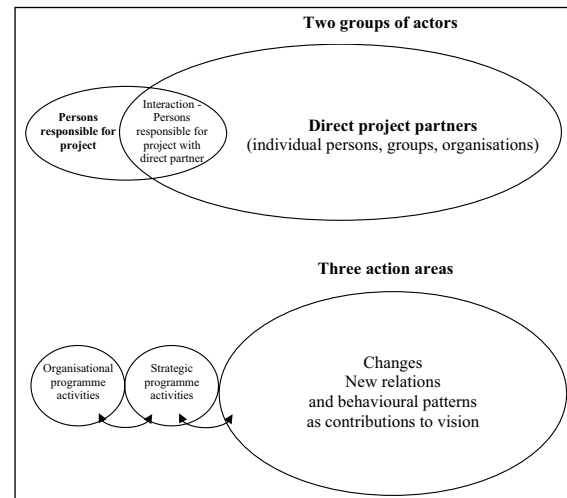 Two groups of actors
Persons
responsible for
project
Interaction -
Persons
responsible for
project with
direct partner
Direct project partners
(individual persons, groups, organisations)
Three action areas
Organisational
programme
activities
Strategic
programme
activities
Changes
New relations
and behavioural patterns
as contributions to vision